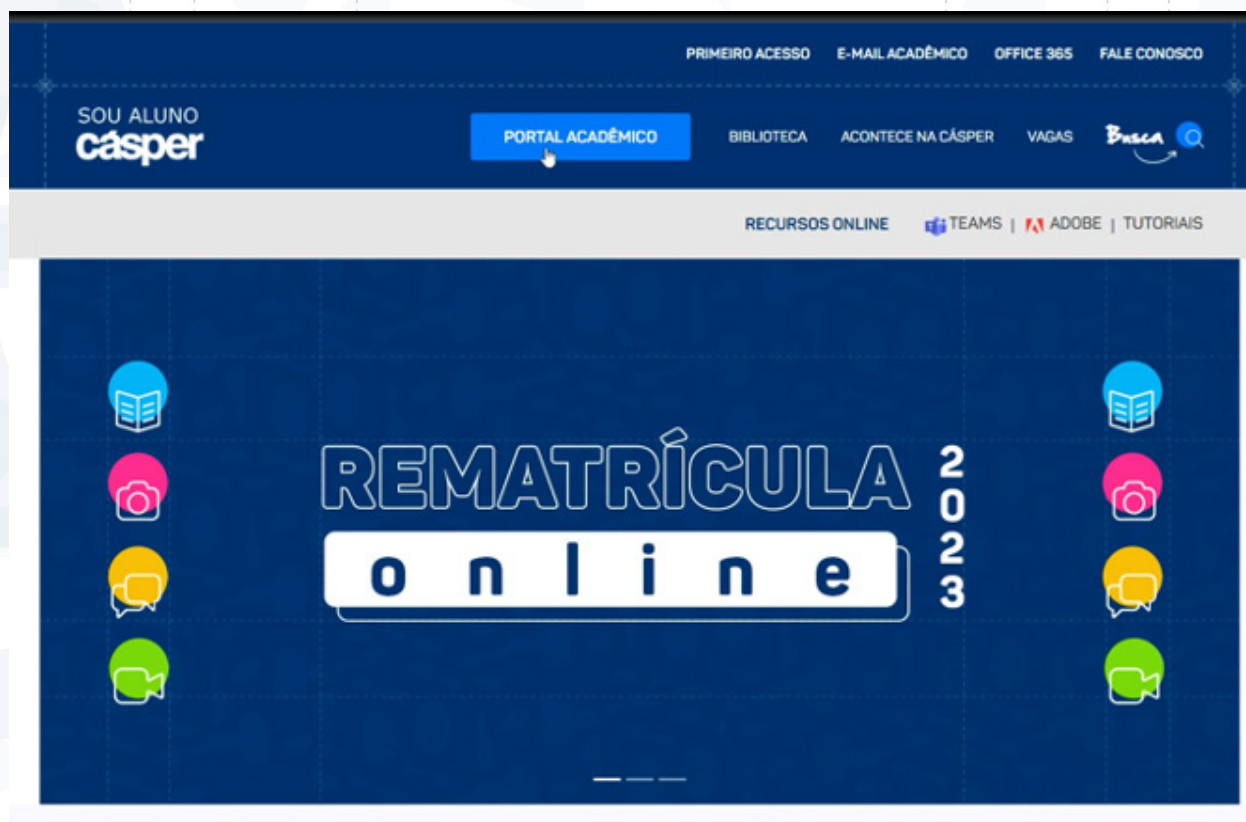 PRIMEIRO ACESSO E-MAIL ACADÊMICO OFFICE 365 FALE CONOSCO
SOU ALUNO
cásper
PORTAL ACADÊMICO BIBLIOTECA ACONTECE NA CÁSPER VAGAS Busca
RECURSOS ONLINE TEAMS | ADOBE | TUTORIAIS
REMATRÍCULA
online
2023